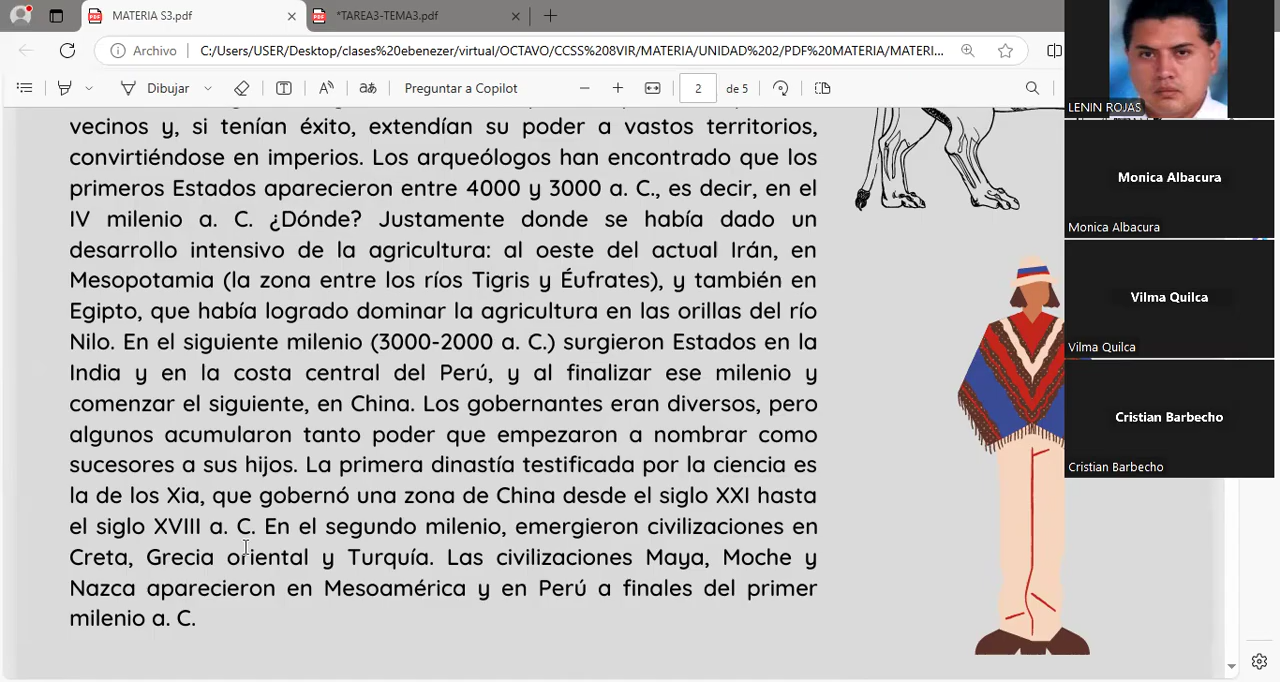 MATERIA S3.pdf
*TAREA3-TEMA3.pdf
Archivo
C:/Users/USER/Desktop/clases%20ebenezer/virtual/OCTAVO/CCSS%208VIR/MATERIA/UNIDAD%202/PDF%20MATERIA/MATERI...
Dibujar
Preguntar a Copilot
2
de 5
vecinos y, si tenían éxito, extendían su poder a vastos territorios,
convirtiéndose en imperios. Los arqueólogos han encontrado que los
primeros Estados aparecieron entre 4000 y 3000 a. C., es decir, en el
IV milenio a. C. ¿Dónde? Justamente donde se había dado un
desarrollo intensivo de la agricultura: al oeste del actual Irán, en
Mesopotamia (la zona entre los ríos Tigris y Éufrates), y también en
Egipto, que había logrado dominar la agricultura en las orillas del río
Nilo. En el siguiente milenio (3000-2000 a. C.) surgieron Estados en la
India y en la costa central del Perú, y al finalizar ese milenio y
comenzar el siguiente, en China. Los gobernantes eran diversos, pero
algunos acumularon tanto poder que empezaron a nombrar como
sucesores a sus hijos. La primera dinastía testificada por la ciencia es
la de los Xia, que gobernó una zona de China desde el siglo XXI hasta
el siglo XVIII a. C. En el segundo milenio, emergieron civilizaciones en
Creta, Grecia oriental y Turquía. Las civilizaciones Maya, Moche y
Nazca aparecieron en Mesoamérica y en Perú a finales del primer
milenio a. C.
LENIN ROJAS
Monica Albacura
Monica Albacura
Vilma Quilca
Vilma Quilca
Cristian Barbecho
Cristian Barbecho